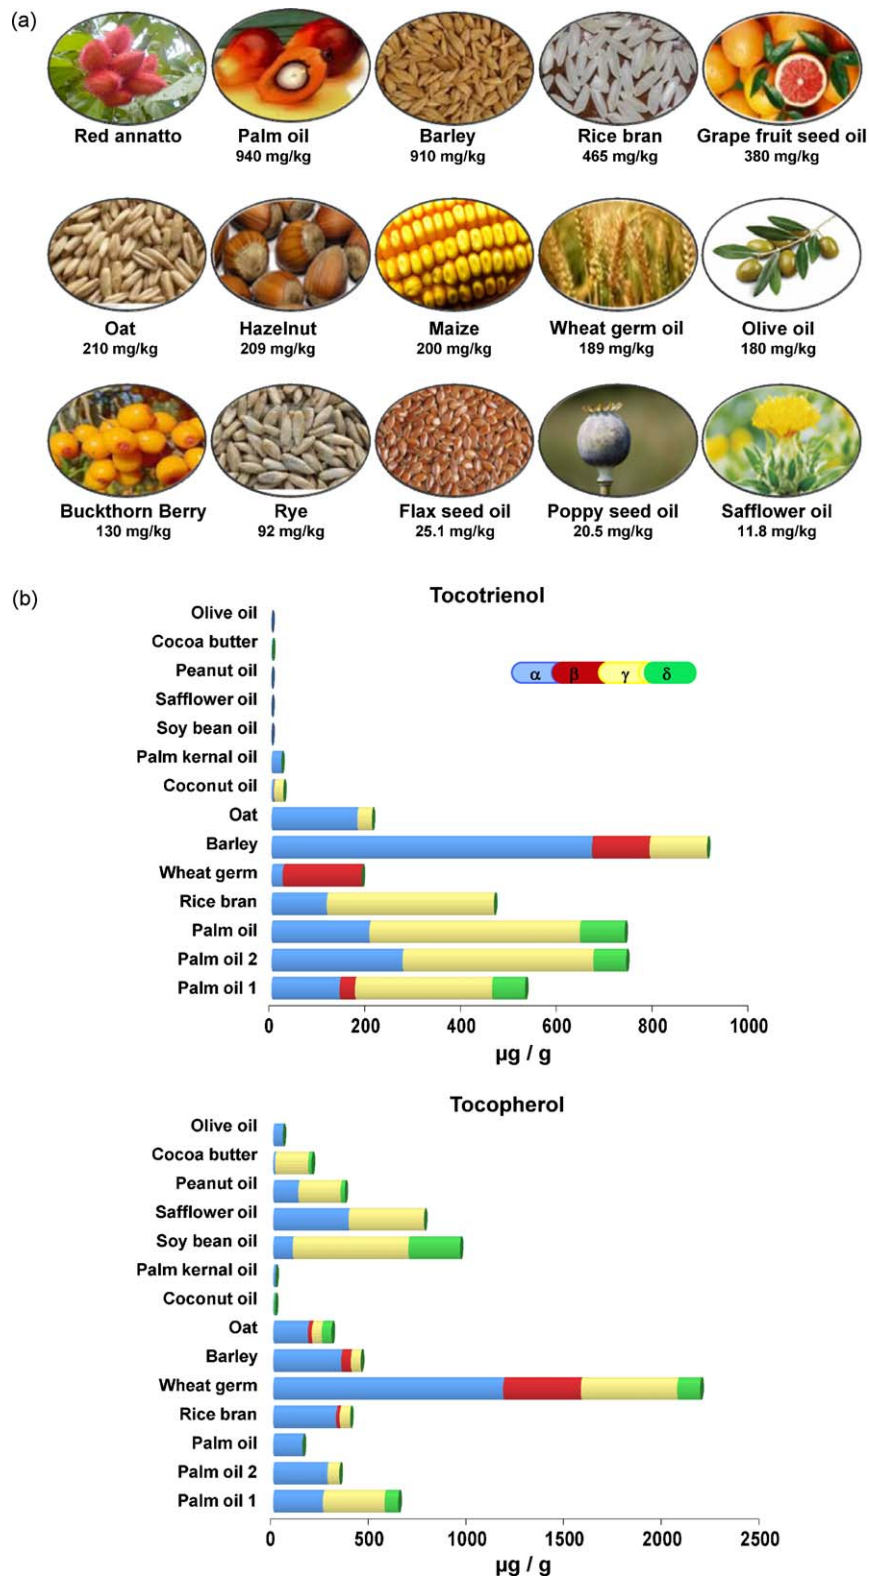 (a)
Red annatto Palm oil Barley Rice bran Grape fruit seed oil
940 mg/kg 910 mg/kg 465 mg/kg 380 mg/kg
Oat Hazelnut Maize Wheat germ oil Olive oil
210 mg/kg 209 mg/kg 200 mg/kg 189 mg/kg 180 mg/kg
Buckthorn Berry Rye Flax seed oil Poppy seed oil Safflower oil
130 mg/kg 92 mg/kg 25.1 mg/kg 20.5 mg/kg 11.8 mg/kg
(b)
Tocotrienol
Olive oil
Cocoa butter
Peanut oil
α β γ δ
Safflower oil
Soy bean oil
Palm kernal oil
Coconut oil
Oat
Barley
Wheat germ
Rice bran
Palm oil
Palm oil 2
Palm oil 1
0 200 400 600 800 1000
µg / g
Tocopherol
Olive oil
Cocoa butter
Peanut oil
Safflower oil
Soy bean oil
Palm kernal oil
Coconut oil
Oat
Barley
Wheat germ
Rice bran
Palm oil
Palm oil 2
Palm oil 1
0 500 1000 1500 2000 2500
µg / g